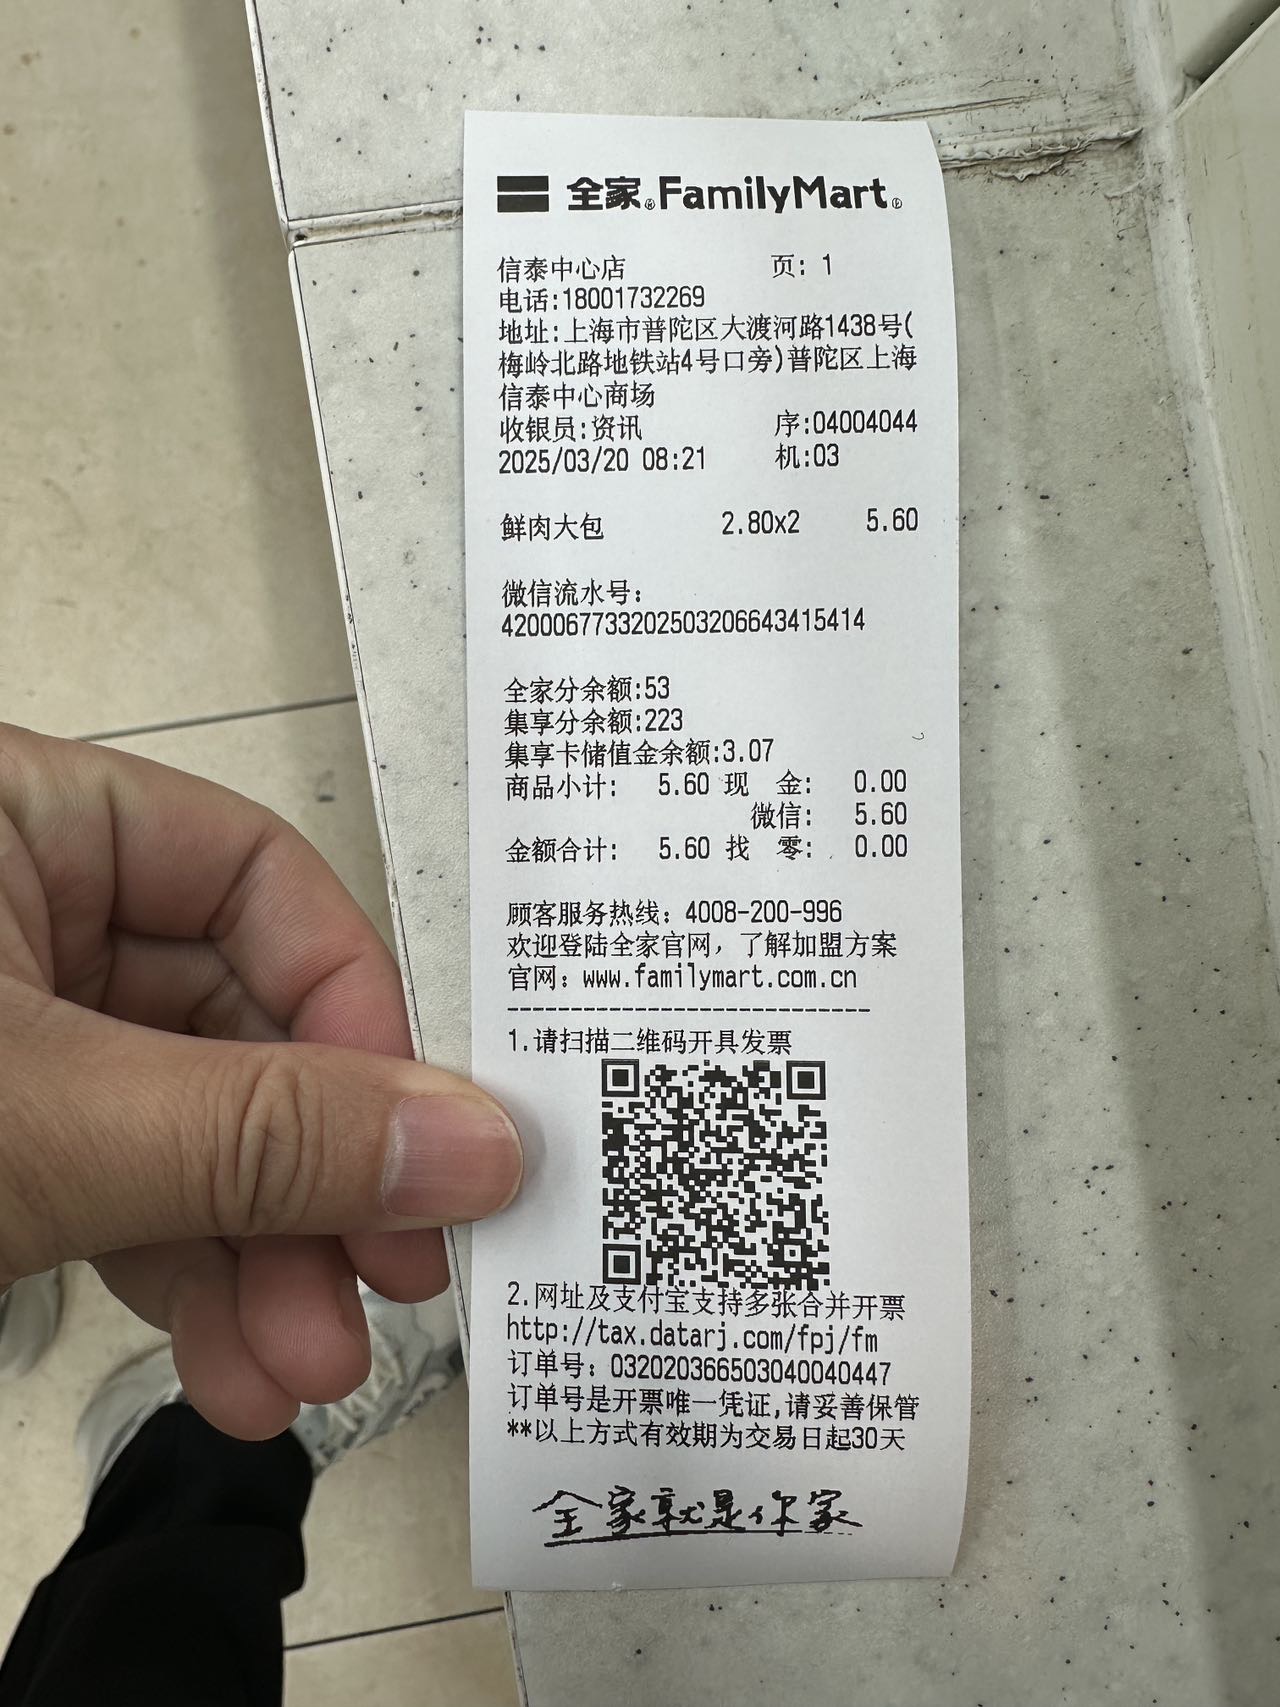 全家®FamilyMart®
信泰中心店 页: 1
电话:18001732269
地址:上海市普陀区大渡河路1438号(
梅岭北路地铁站4号口旁)普陀区上海
信泰中心商场
收银员:资讯 序:04004044
2025/03/20 08:21 机:03
鲜肉大包 2.80x2 5.60
微信流水号:
4200067733202503206643415414
全家分余额:53
集享分余额:223
集享卡储值金余额:3.07
商品小计: 5.60 现 金: 0.00
微信: 5.60
金额合计: 5.60 找 零: 0.00
顾客服务热线: 4008-200-996
欢迎登陆全家官网, 了解加盟方案
官网: www.familymart.com.cn
----------------------------
1.请扫描二维码开具发票
2.网址及支付宝支持多张合并开票
http://tax.datarj.com/fpj/fm
订单号: 032020366503040040447
订单号是开票唯一凭证,请妥善保管
**以上方式有效期为交易日起30天
全家就是你家